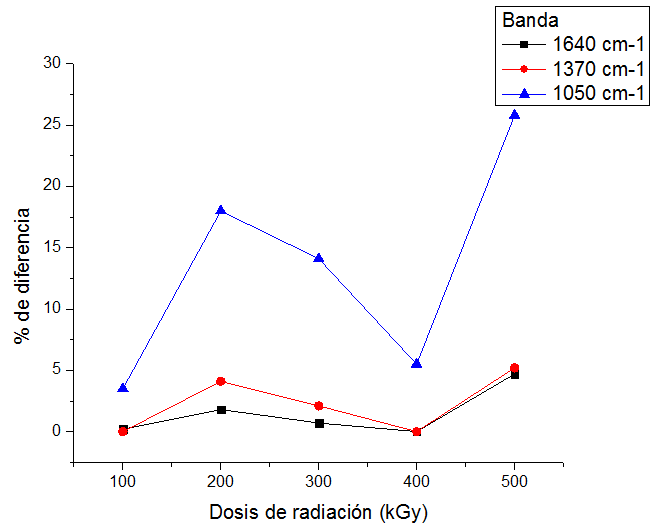 Banda
1640 cm-1
1370 cm-1
1050 cm-1
30
25
20
15
10
5
0
% de diferencia
100 200 300 400 500
Dosis de radiación (kGy)